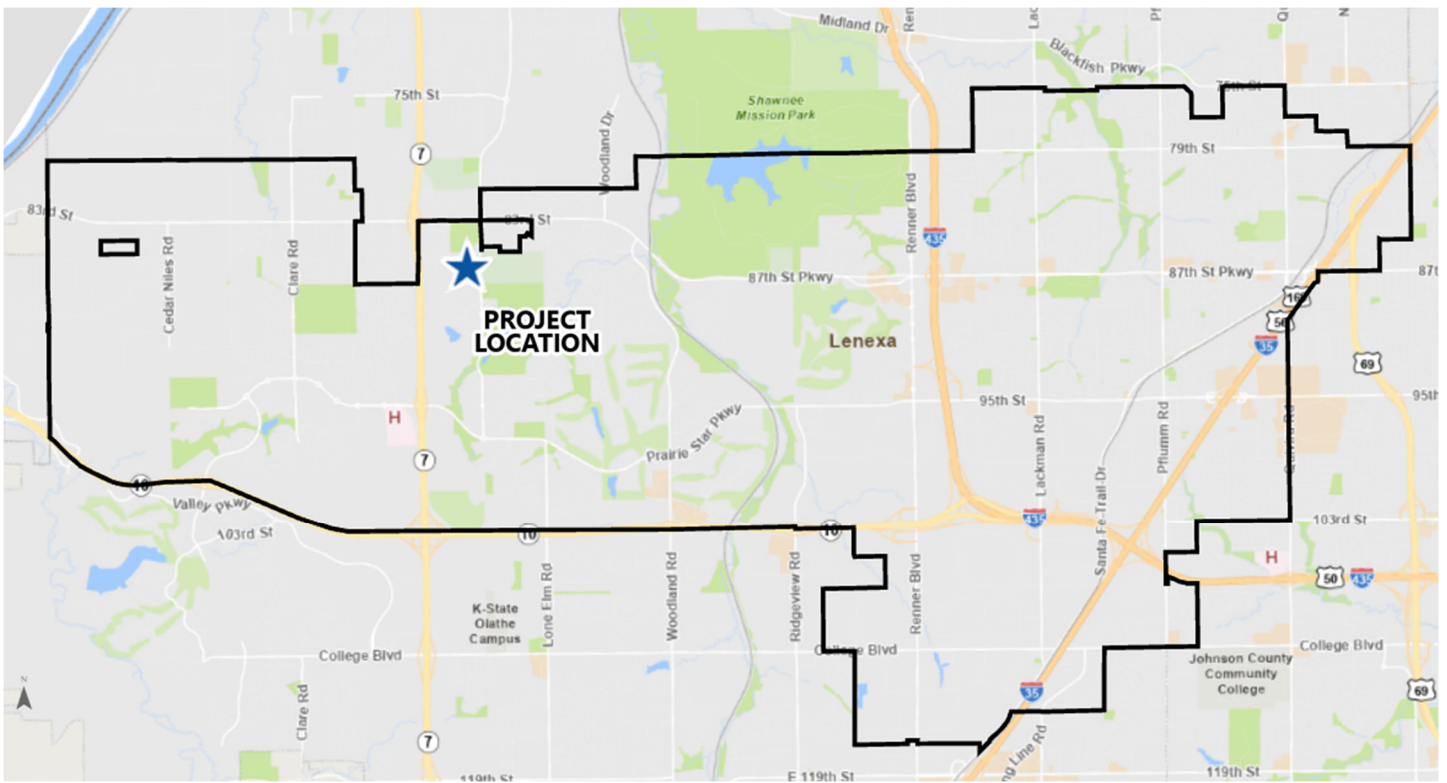 Midland Dr
Blackfish Pkwy
75th St
75th St
7
Shawnee
Mission Park
Woodland Dr
79th St
83rd St
83rd St
Cedar Niles Rd
Clare Rd
Renner Blvd
435
87th St Pkwy
87th St Pkwy
PROJECT
LOCATION
Lenexa
35
69
95th St
H
Prairie Star Pkwy
Lackman Rd
Pflumm Rd
7
10
Valley Pkwy
103rd St
10
10
435
Santa Fe Trail Dr
103rd St
H
50
435
K-State
Olathe
Campus
Lone Elm Rd
Woodland Rd
Ridgeview Rd
Renner Blvd
College Blvd
College Blvd
College Blvd
Johnson County
Community
College
Clare Rd
N
35
69
7
119th St
E 119th St
119th St